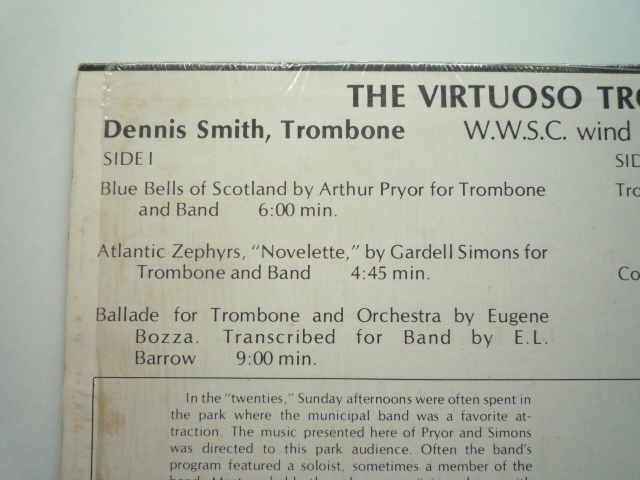 THE VIRTUOSO
Dennis Smith, Trombone W.W.S.C. wind
SIDE I
Blue Bells of Scotland by Arthur Pryor for Trombone
and Band 6:00 min.
Atlantic Zephyrs, "Novelette," by Gardell Simons for
Trombone and Band 4:45 min.
Ballade for Trombone and Orchestra by Eugene
Bozza. Transcribed for Band by E.L.
Barrow 9:00 min.
In the "twenties," Sunday afternoons were often spent in
the park where the municipal band was a favorite at-
traction. The music presented here of Pryor and Simons
was directed to this park audience. Often the band's
program featured a soloist, sometimes a member of the